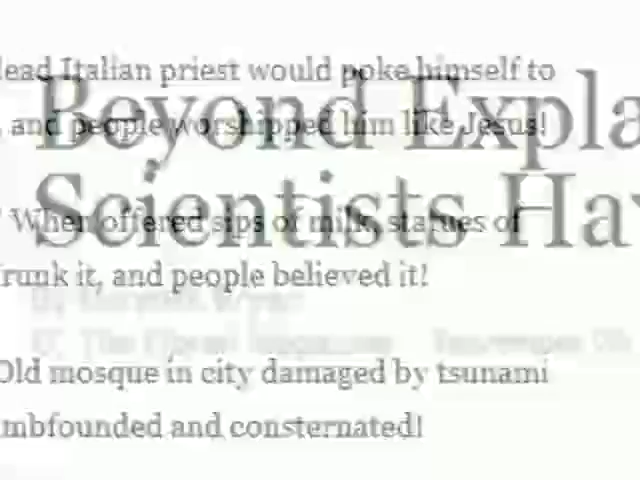 lead Italian priest would poke himself to
, and people worshipped him like Jesus!
Beyond Expla
Scientists Hav
When offered sips of milk, statues of
runk it, and people believed it!
Old mosque in city damaged by tsunami
mbfounded and consternated!